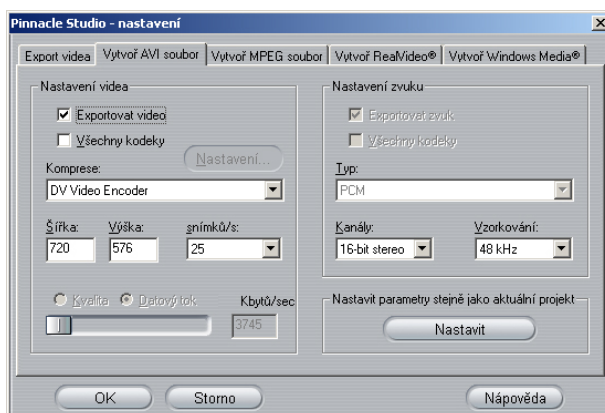 Pinnacle Studio - nastavení
Export videa Vytvoř AVI soubor Vytvoř MPEG soubor Vytvoř RealVideo® Vytvoř Windows Media®
Nastavení videa
Exportovat video
Všechny kodeky
Nastavení...
Komprese:
DV Video Encoder
Šířka: Výška: snímků/s:
720 576 25
Kvalita Datový tok Kbytů/sec
3745
Nastavení zvuku
Exportovat zvuk
Všechny kodeky
Typ:
PCM
Kanály: Vzorkování:
16-bit stereo 48 kHz
Nastavit parametry stejně jako aktuální projekt
Nastavit
OK Storno Nápověda